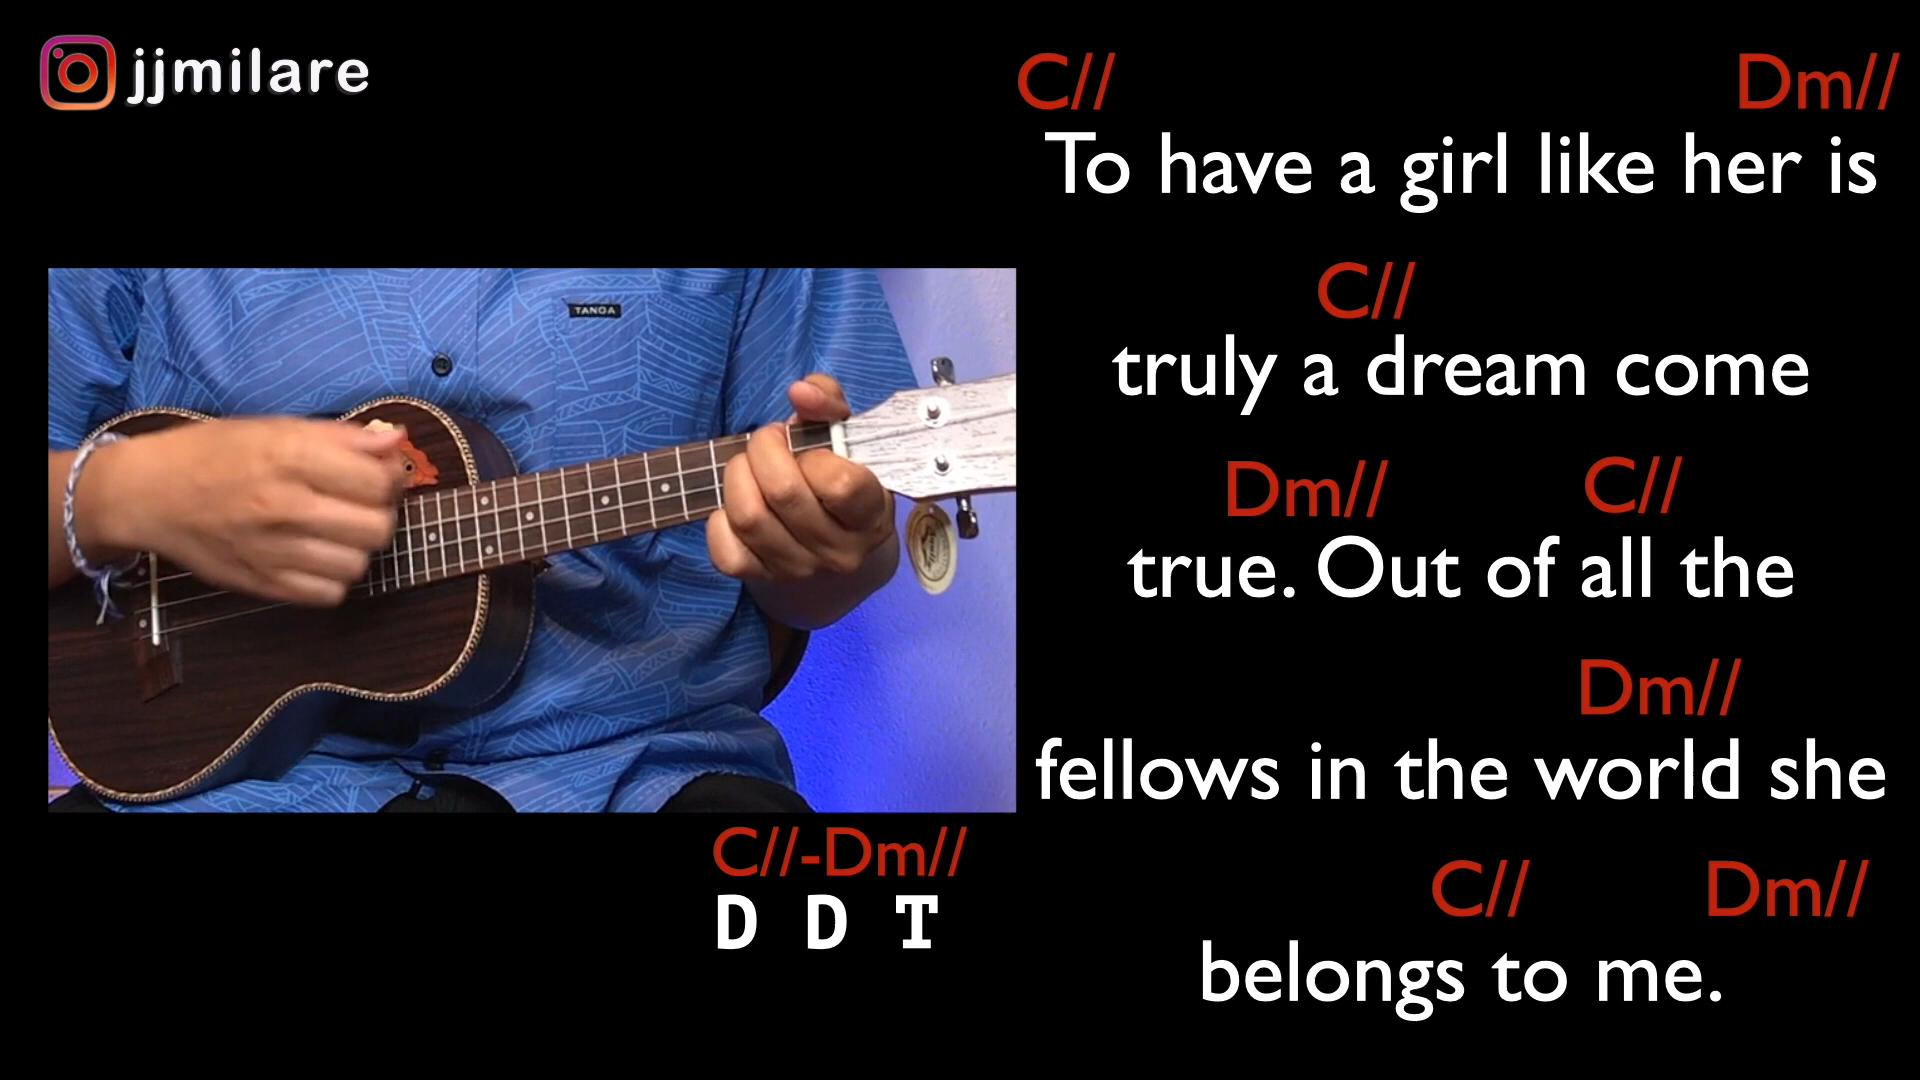 jjmilare
C// Dm//
To have a girl like her is
C//
truly a dream come
Dm// C//
true. Out of all the
Dm//
fellows in the world she
C// Dm//
belongs to me.
TANOA
C//-Dm//
D D T